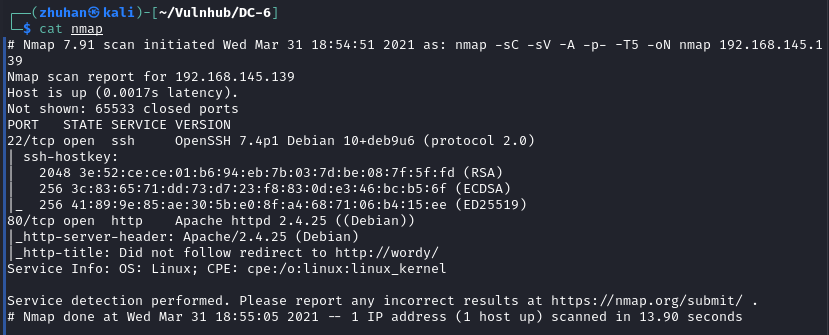 ┌──(zhuhan㉿kali)-[~/Vulnhub/DC-6]
└─$ cat nmap
# Nmap 7.91 scan initiated Wed Mar 31 18:54:51 2021 as: nmap -sC -sV -A -p- -T5 -oN nmap 192.168.145.1
39
Nmap scan report for 192.168.145.139
Host is up (0.0017s latency).
Not shown: 65533 closed ports
PORT   STATE SERVICE VERSION
22/tcp open  ssh     OpenSSH 7.4p1 Debian 10+deb9u6 (protocol 2.0)
| ssh-hostkey:
|   2048 3e:52:ce:ce:01:b6:94:eb:7b:03:7d:be:08:7f:5f:fd (RSA)
|   256 3c:83:65:71:dd:73:d7:23:f8:83:0d:e3:46:bc:b5:6f (ECDSA)
|_  256 41:89:9e:85:ae:30:5b:e0:8f:a4:68:71:06:b4:15:ee (ED25519)
80/tcp open  http    Apache httpd 2.4.25 ((Debian))
|_http-server-header: Apache/2.4.25 (Debian)
|_http-title: Did not follow redirect to http://wordy/
Service Info: OS: Linux; CPE: cpe:/o:linux:linux_kernel

Service detection performed. Please report any incorrect results at https://nmap.org/submit/ .
# Nmap done at Wed Mar 31 18:55:05 2021 -- 1 IP address (1 host up) scanned in 13.90 seconds